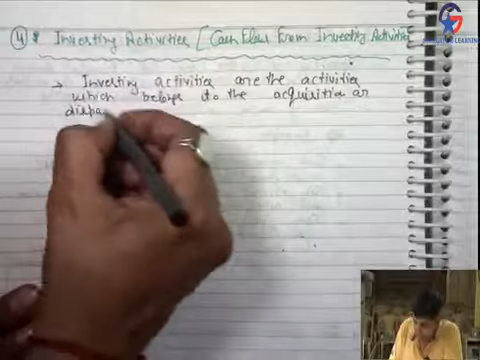 4 Investing Activities [Cash Flows From Investing Activities
→ Investing activities are the activities
which belongs to the acquisition or
dispo